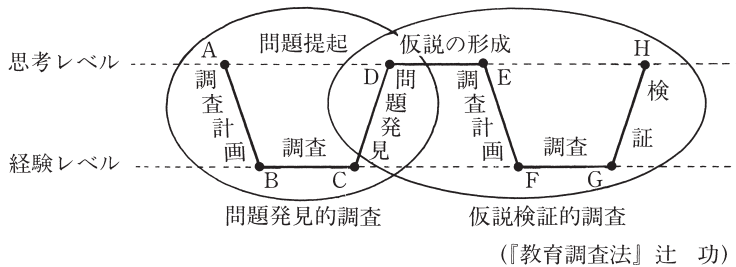 問題提起
仮説の形成
A
H
思考レベル
D
E
調査計画
問題発見
調査計画
検証
調査
調査
経験レベル
B
C
F
G
問題発見的調査
仮説検証的調査
(『教育調査法』辻 功)